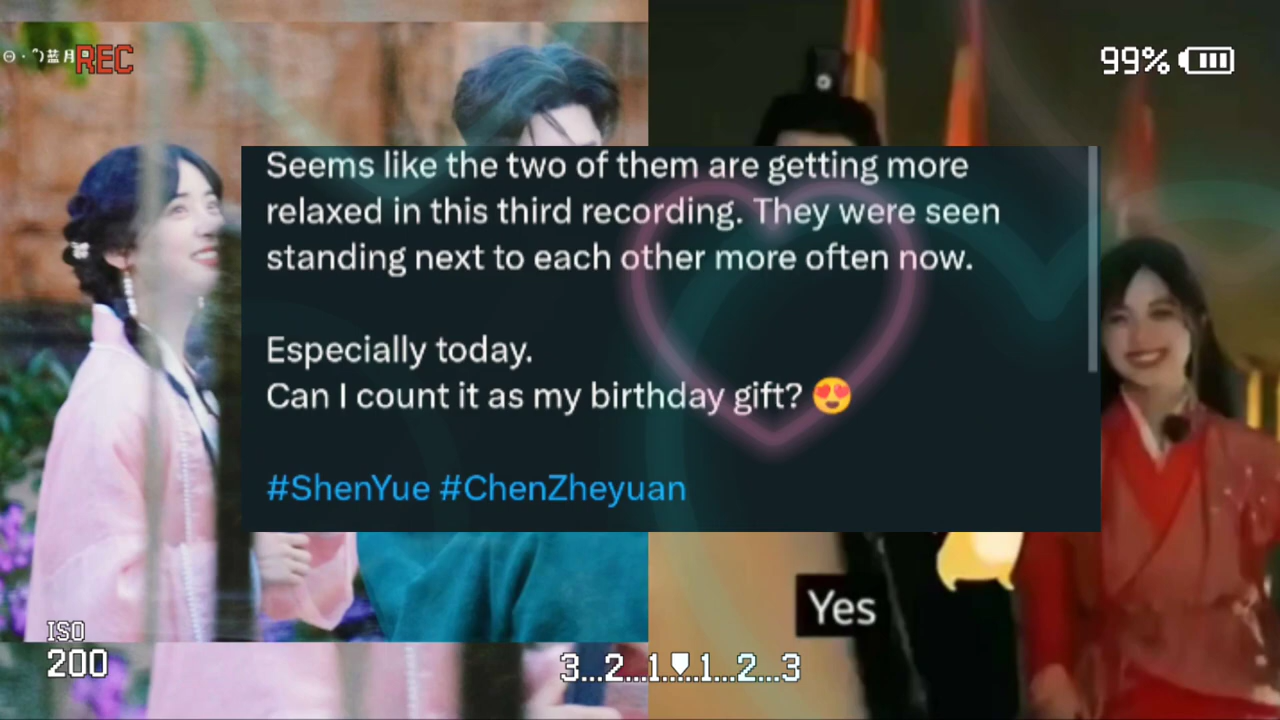 ☉・⌒)蓝月
REC
99%
Seems like the two of them are getting more
relaxed in this third recording. They were seen
standing next to each other more often now.
Especially today.
Can I count it as my birthday gift? 😍
#ShenYue #ChenZheyuan
Yes
ISO
200
3...2...1.....1...2...3